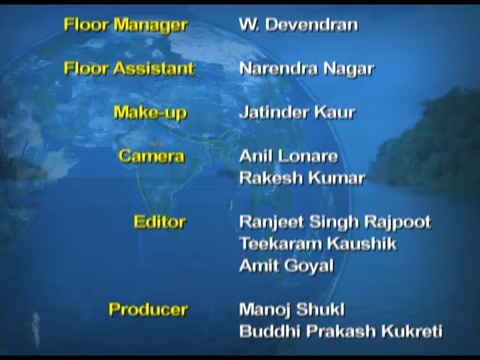 Floor Manager W. Devendran
Floor Assistant Narendra Nagar
Make-up Jatinder Kaur
Camera Anil Lonare
Rakesh Kumar
Editor Ranjeet Singh Rajpoot
Teekaram Kaushik
Amit Goyal
Producer Manoj Shukl
Buddhi Prakash Kukreti